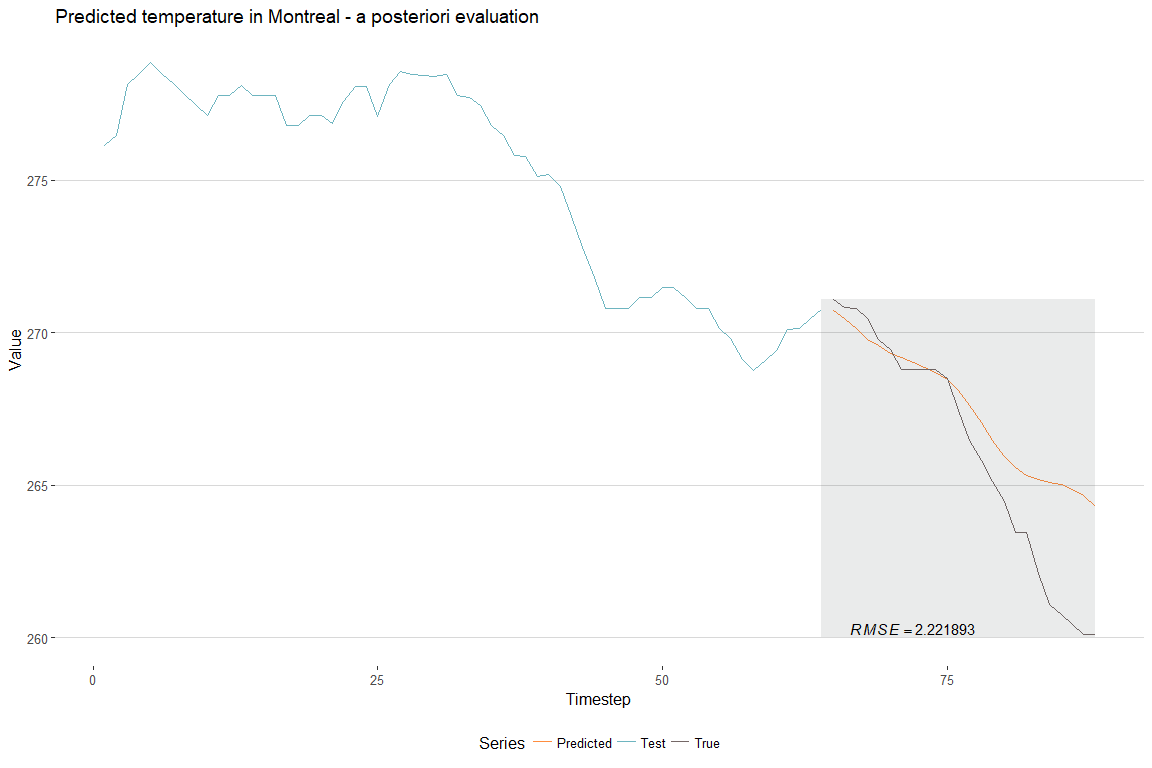 Predicted temperature in Montreal - a posteriori evaluation
Value
275
270
265
260
RMSE = 2.221893
0 25 50 75
Timestep
Series Predicted Test True